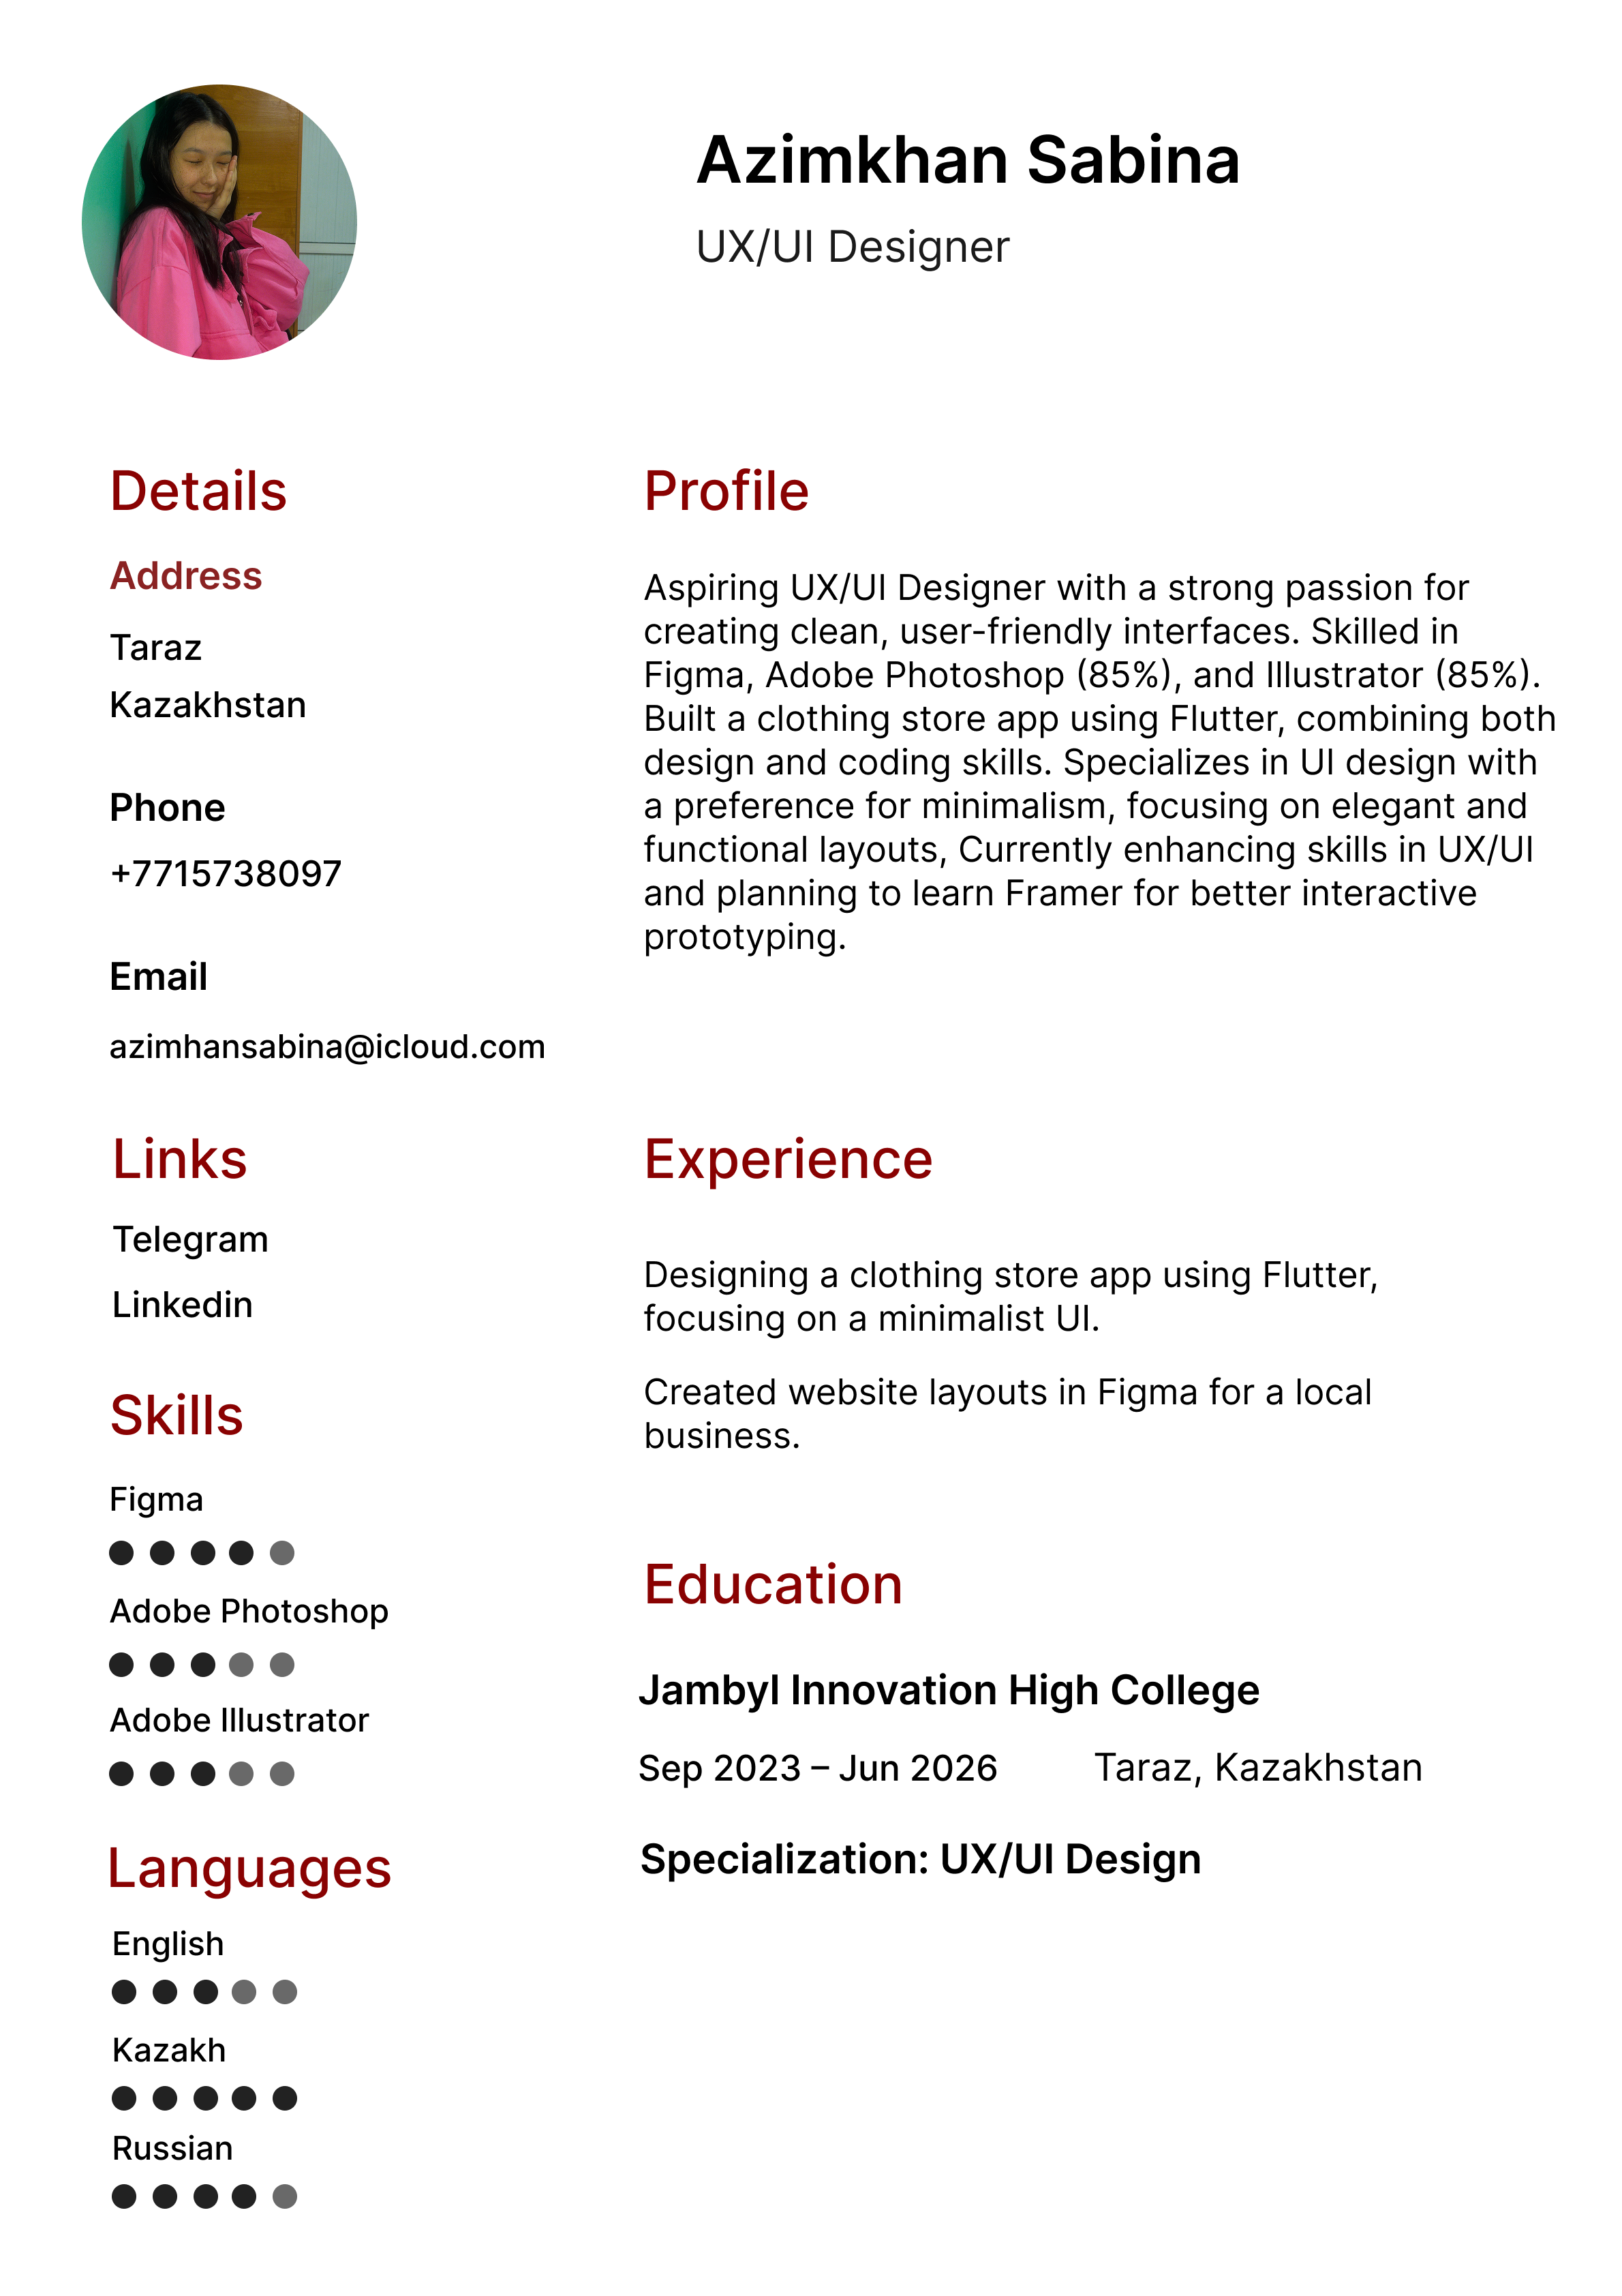 Azimkhan Sabina
UX/UI Designer
Details
Address
Taraz
Kazakhstan
Phone
+7715738097
Email
azimhansabina@icloud.com
Links
Telegram
Linkedin
Skills
Figma
Adobe Photoshop
Adobe Illustrator
Languages
English
Kazakh
Russian
Profile
Aspiring UX/UI Designer with a strong passion for
creating clean, user-friendly interfaces. Skilled in
Figma, Adobe Photoshop (85%), and Illustrator (85%).
Built a clothing store app using Flutter, combining both
design and coding skills. Specializes in UI design with
a preference for minimalism, focusing on elegant and
functional layouts, Currently enhancing skills in UX/UI
and planning to learn Framer for better interactive
prototyping.
Experience
Designing a clothing store app using Flutter,
focusing on a minimalist UI.
Created website layouts in Figma for a local
business.
Education
Jambyl Innovation High College
Sep 2023 – Jun 2026 Taraz, Kazakhstan
Specialization: UX/UI Design